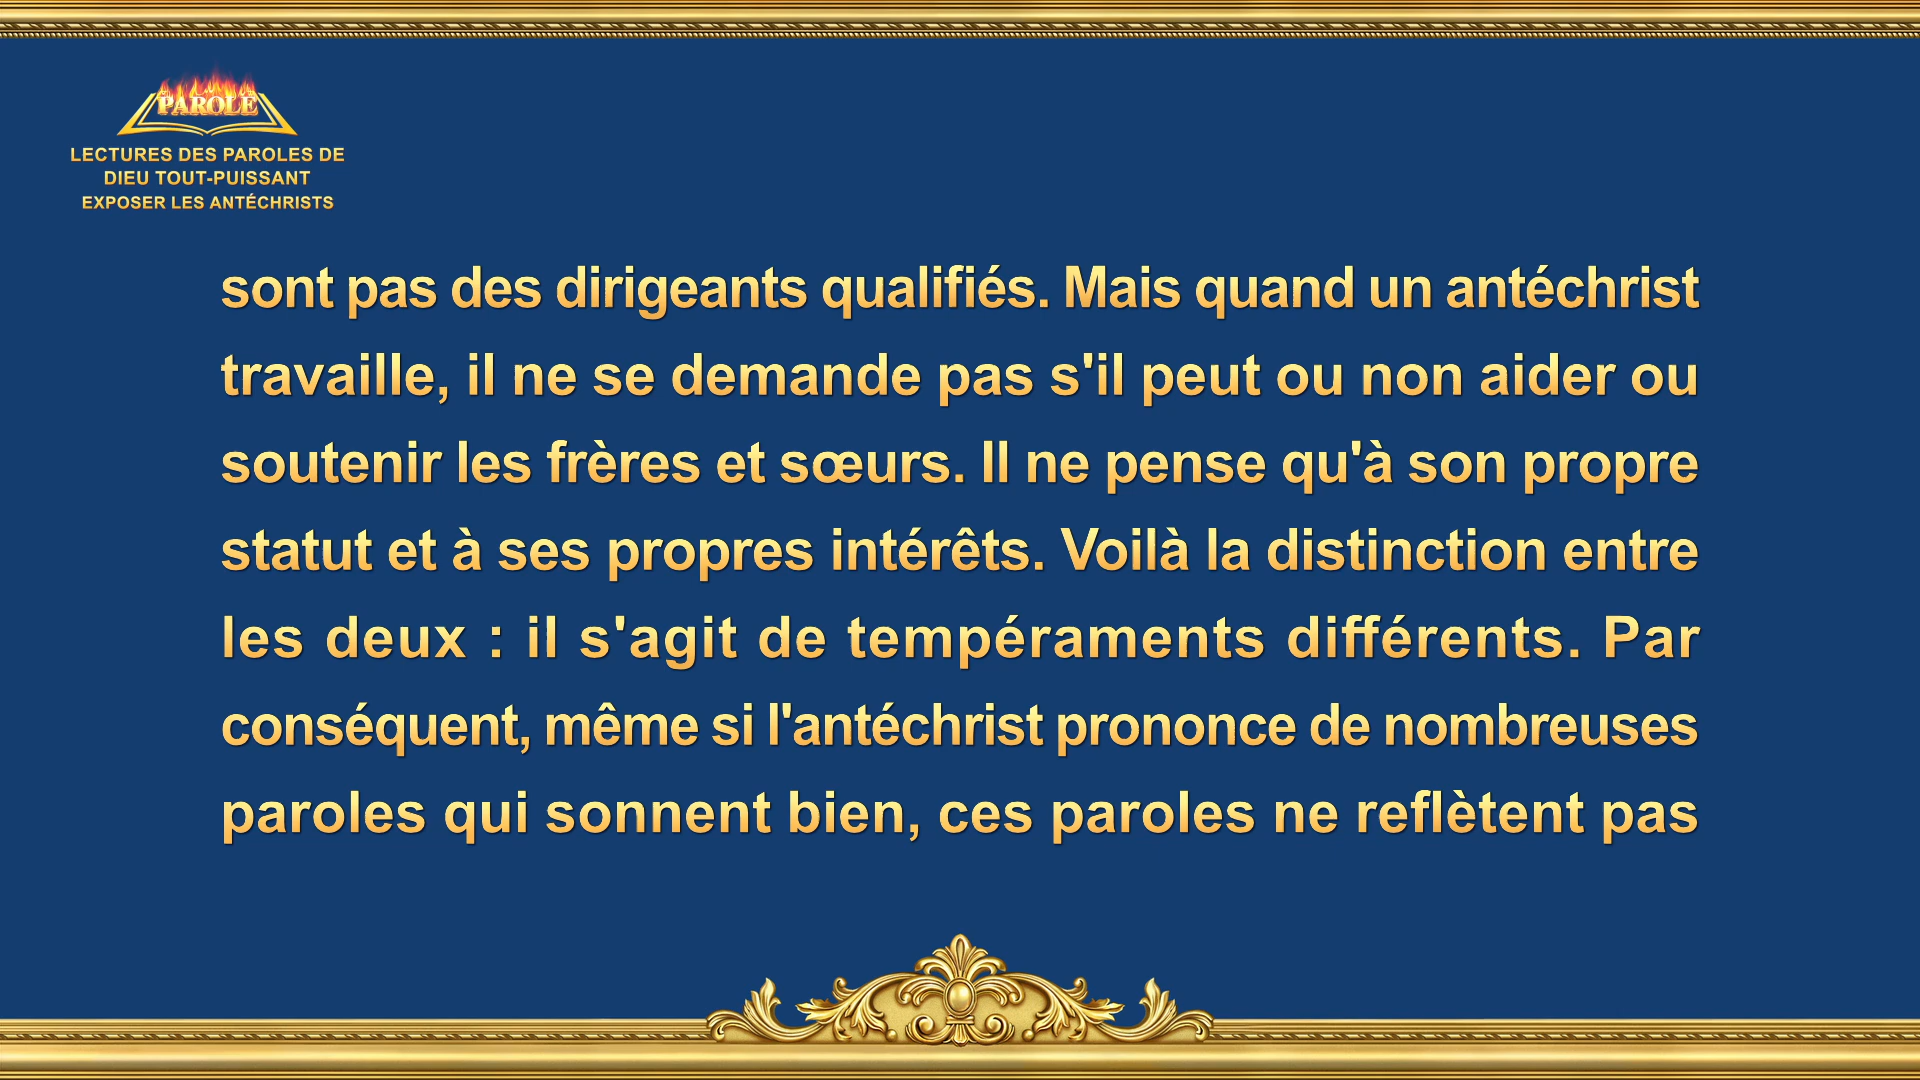 PAROLE
LECTURES DES PAROLES DE
DIEU TOUT-PUISSANT
EXPOSER LES ANTÉCHRISTS
sont pas des dirigeants qualifiés. Mais quand un antéchrist
travaille, il ne se demande pas s'il peut ou non aider ou
soutenir les frères et sœurs. Il ne pense qu'à son propre
statut et à ses propres intérêts. Voilà la distinction entre
les deux : il s'agit de tempéraments différents. Par
conséquent, même si l'antéchrist prononce de nombreuses
paroles qui sonnent bien, ces paroles ne reflètent pas